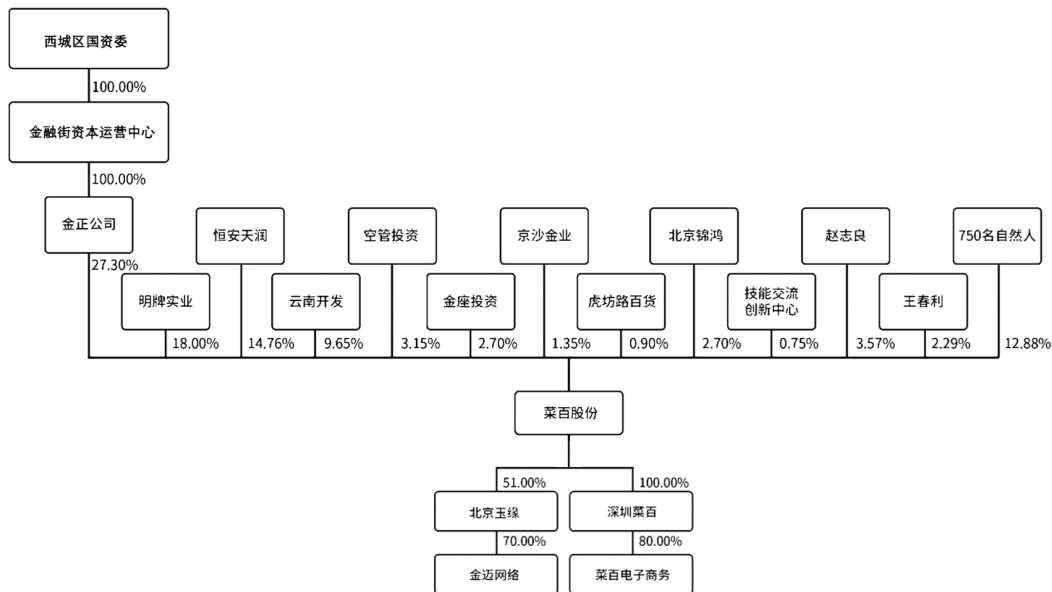 西城区国资委
100.00%
金融街资本运营中心
100.00%
金正公司
27.30%
恒安天润
空管投资
京沙金业
北京锦鸿
赵志良
750名自然人
明牌实业
云南开发
金座投资
虎坊路百货
技能交流
创新中心
王春利
18.00%
14.76%
9.65%
3.15%
2.70%
1.35%
0.90%
2.70%
0.75%
3.57%
2.29%
12.88%
菜百股份
51.00%
100.00%
北京玉缘
深圳菜百
70.00%
80.00%
金迈网络
菜百电子商务